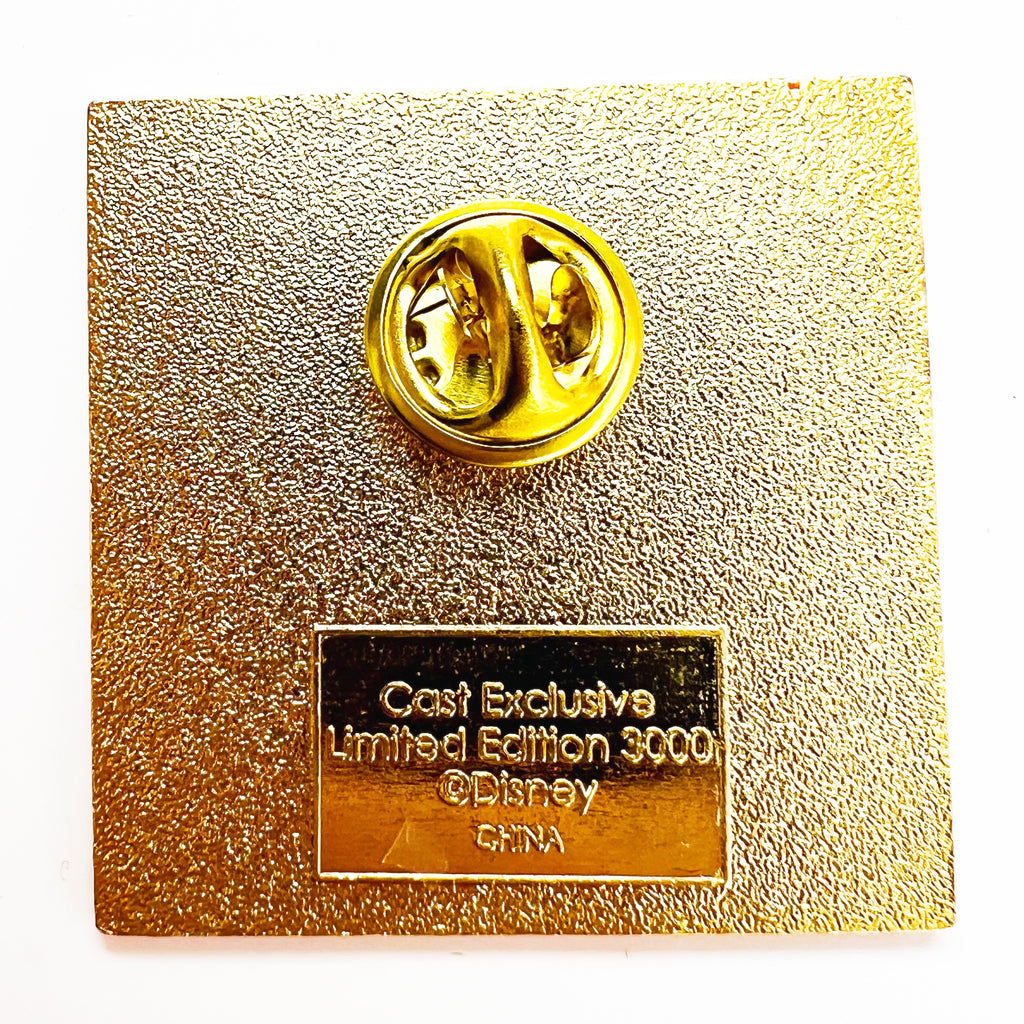 Cast Exclusive
Limited Edition 3000
©Disney
CHINA